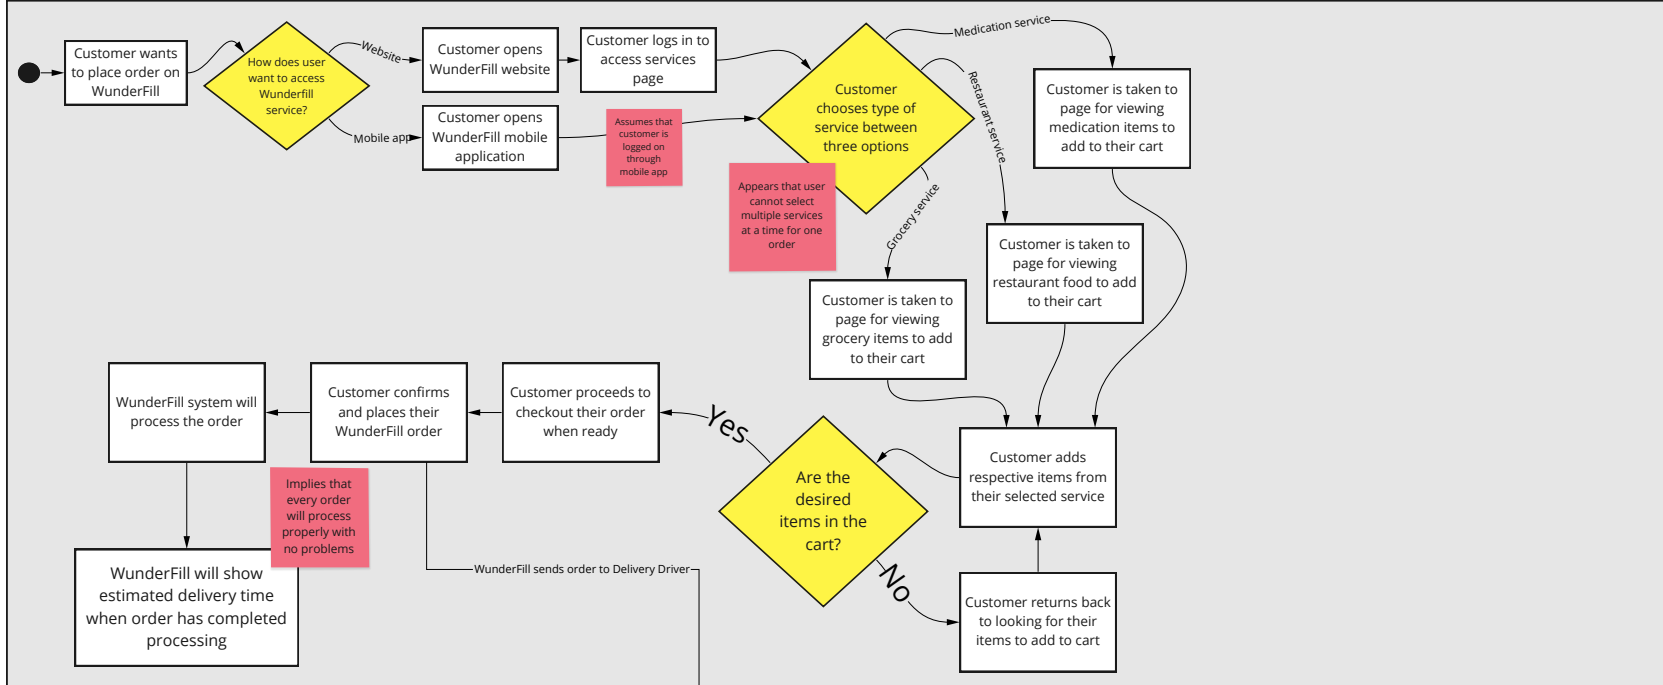 Customer wants
to place order on
WunderFill
How does user
want to access
Wunderfill
service?
Website
Mobile app
Customer opens
WunderFill website
Customer logs in to
access services
page
Customer opens
WunderFill mobile
application
Assumes that
customer is
logged on
through
mobile app
Customer
chooses type of
service between
three options
Appears that user
cannot select
multiple services
at a time for one
order
Medication service
Restaurant service
Grocery service
Customer is taken to
page for viewing
medication items to
add to their cart
Customer is taken to
page for viewing
restaurant food to add
to their cart
Customer is taken to
page for viewing
grocery items to add
to their cart
Customer adds
respective items from
their selected service
Are the
desired
items in the
cart?
Yes
No
Customer returns back
to looking for their
items to add to cart
Customer proceeds to
checkout their order
when ready
Customer confirms
and places their
WunderFill order
WunderFill system will
process the order
Implies that
every order
will process
properly with
no problems
WunderFill will show
estimated delivery time
when order has completed
processing
WunderFill sends order to Delivery Driver